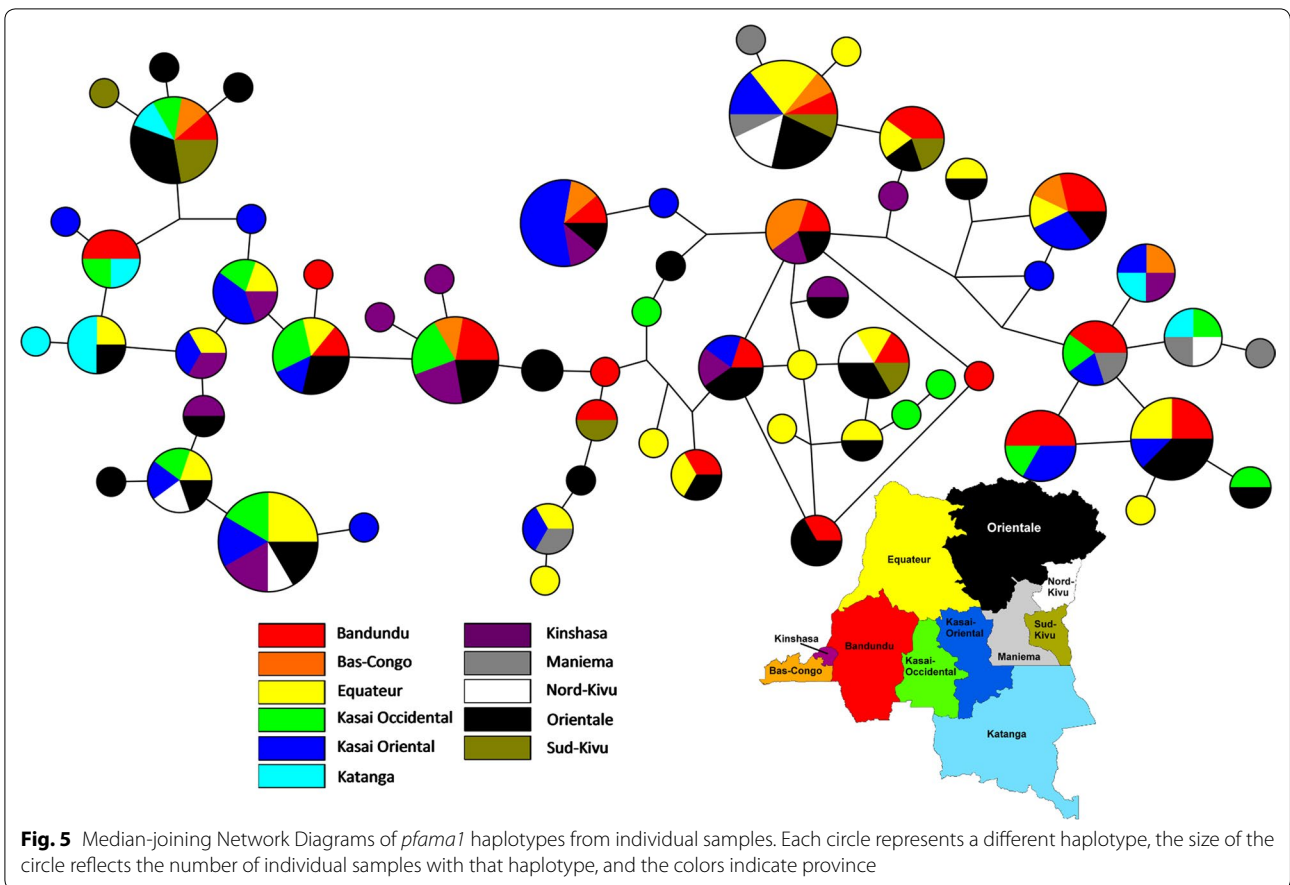 Orientale
Equateur
Nord-
Kivu
Kasai-
Oriental
Sud-
Kivu
Kinshasa
Bandundu
Maniema
Kasai-
Occidental
Bas-Congo
Katanga
Bandundu
Bas-Congo
Equateur
Kasai Occidental
Kasai Oriental
Katanga
Kinshasa
Maniema
Nord-Kivu
Orientale
Sud-Kivu
Fig. 5 Median-joining Network Diagrams of pfama1 haplotypes from individual samples. Each circle represents a different haplotype, the size of the
circle reflects the number of individual samples with that haplotype, and the colors indicate province